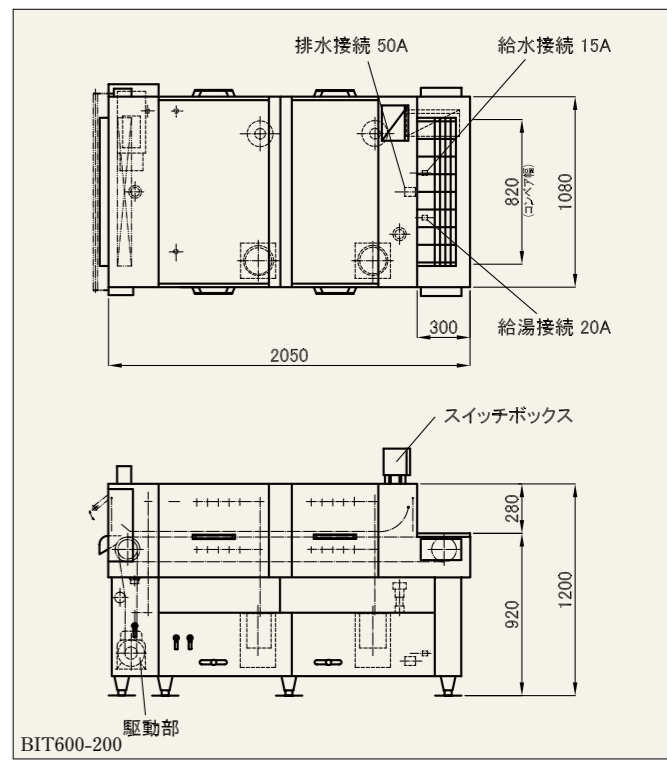 排水接続 50A
給水接続 15A
820
(コンベア幅)
1080
300
給湯接続 20A
2050
スイッチボックス
280
920
1200
駆動部
BIT600-200